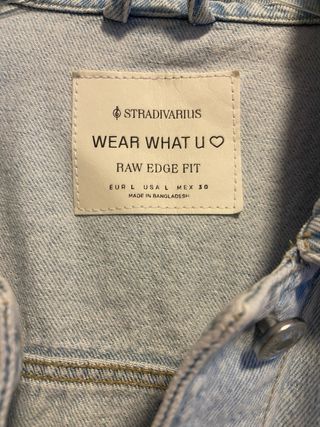 STRADIVARIUS
WEAR WHAT U ♡
RAW EDGE FIT
EUR L USA L MEX 30
MADE IN BANGLADESH